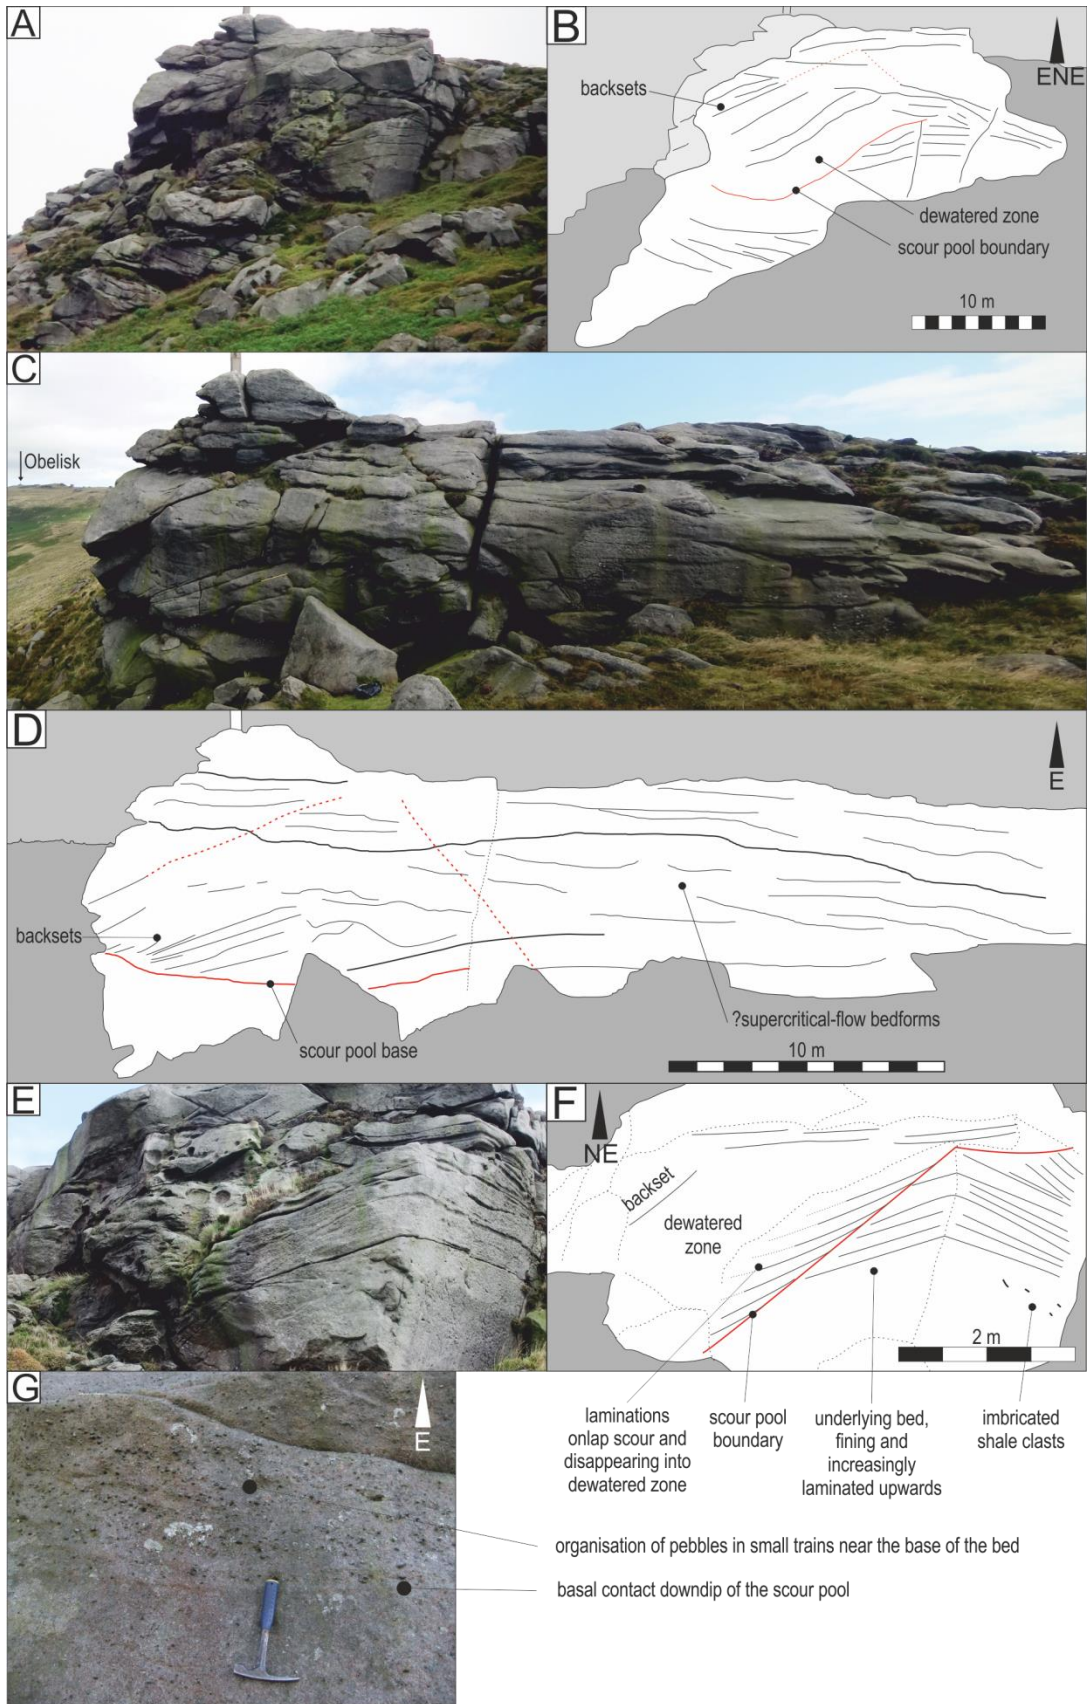 A
B
ENE
backsets
dewatered zone
scour pool boundary
10 m
C
Obelisk
D
E
backsets
scour pool base
?supercritical-flow bedforms
10 m
E
F
NE
backset
dewatered
zone
2 m
laminations
onlap scour and
disappearing into
dewatered zone
scour pool
boundary
underlying bed,
fining and
increasingly
laminated upwards
imbricated
shale clasts
G
E
organisation of pebbles in small trains near the base of the bed
basal contact downdip of the scour pool